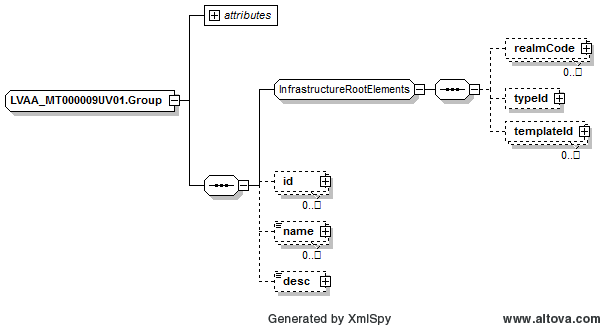 attributes
LVAA_MT000009UV01.Group
InfrastructureRootElements
realmCode
0..□
typeId
templateId
0..□
id
0..□
name
0..□
desc
Generated by XmlSpy
www.altova.com